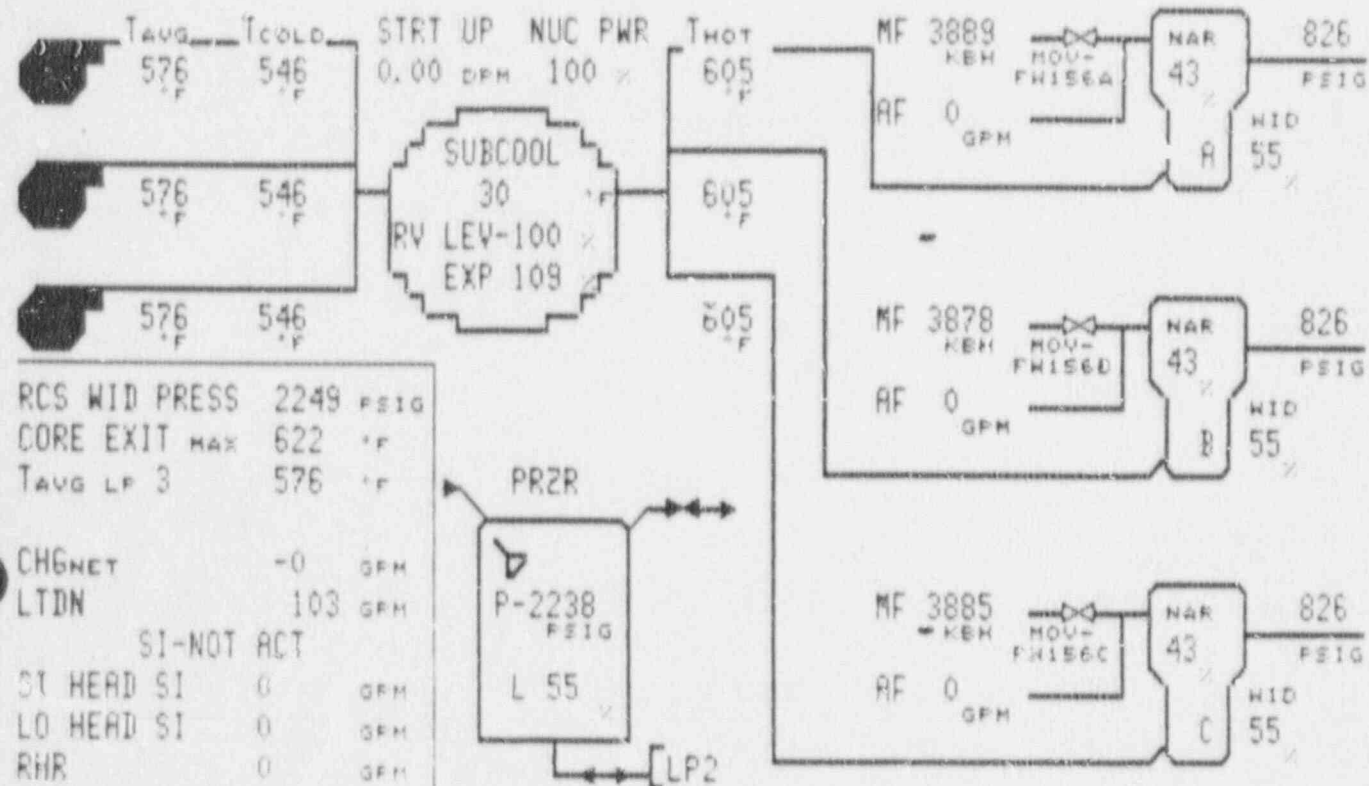 TAVG TCOLD STRT UP NUC PWR THOT
576 °F 546 °F 0.00 DPM 100 % 605 °F
576 °F 546 °F 605 °F
576 °F 546 °F 605 °F
SUBCOOL
30 °F
RV LEV-100 %
EXP 109 %
MF 3889 KBH
MOV-FW156A
AF 0 GPM
NAR
43 %
A
826 PSIG
WID
55 %
MF 3878 KBH
MOV-FW156D
AF 0 GPM
NAR
43 %
B
826 PSIG
WID
55 %
MF 3885 KBH
MOV-FW156C
AF 0 GPM
NAR
43 %
C
826 PSIG
WID
55 %
RCS WID PRESS 2249 PSIG
CORE EXIT MAX 622 °F
TAVG LP 3 576 °F
CHGNET -0 GPM
LTDN 103 GPM
SI-NOT ACT
HEAD SI 0 GPM
LO HEAD SI 0 GPM
RHR 0 GPM
PRZR
P-2238
PSIG
L 55 %
LP2